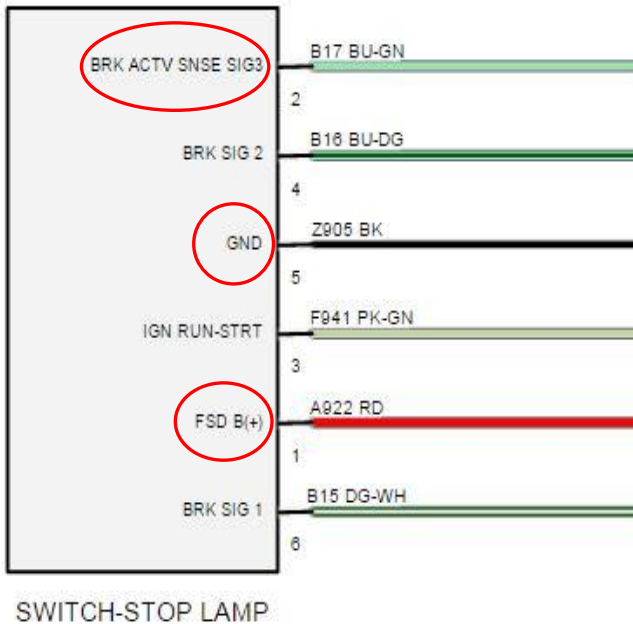 BRK ACTV SNSE SIG3
B17 BU-GN
2
BRK SIG 2
B16 BU-DG
4
GND
Z905 BK
5
IGN RUN-STRT
F941 PK-GN
3
FSD B(+)
A922 RD
1
BRK SIG 1
B15 DG-WH
6
SWITCH-STOP LAMP